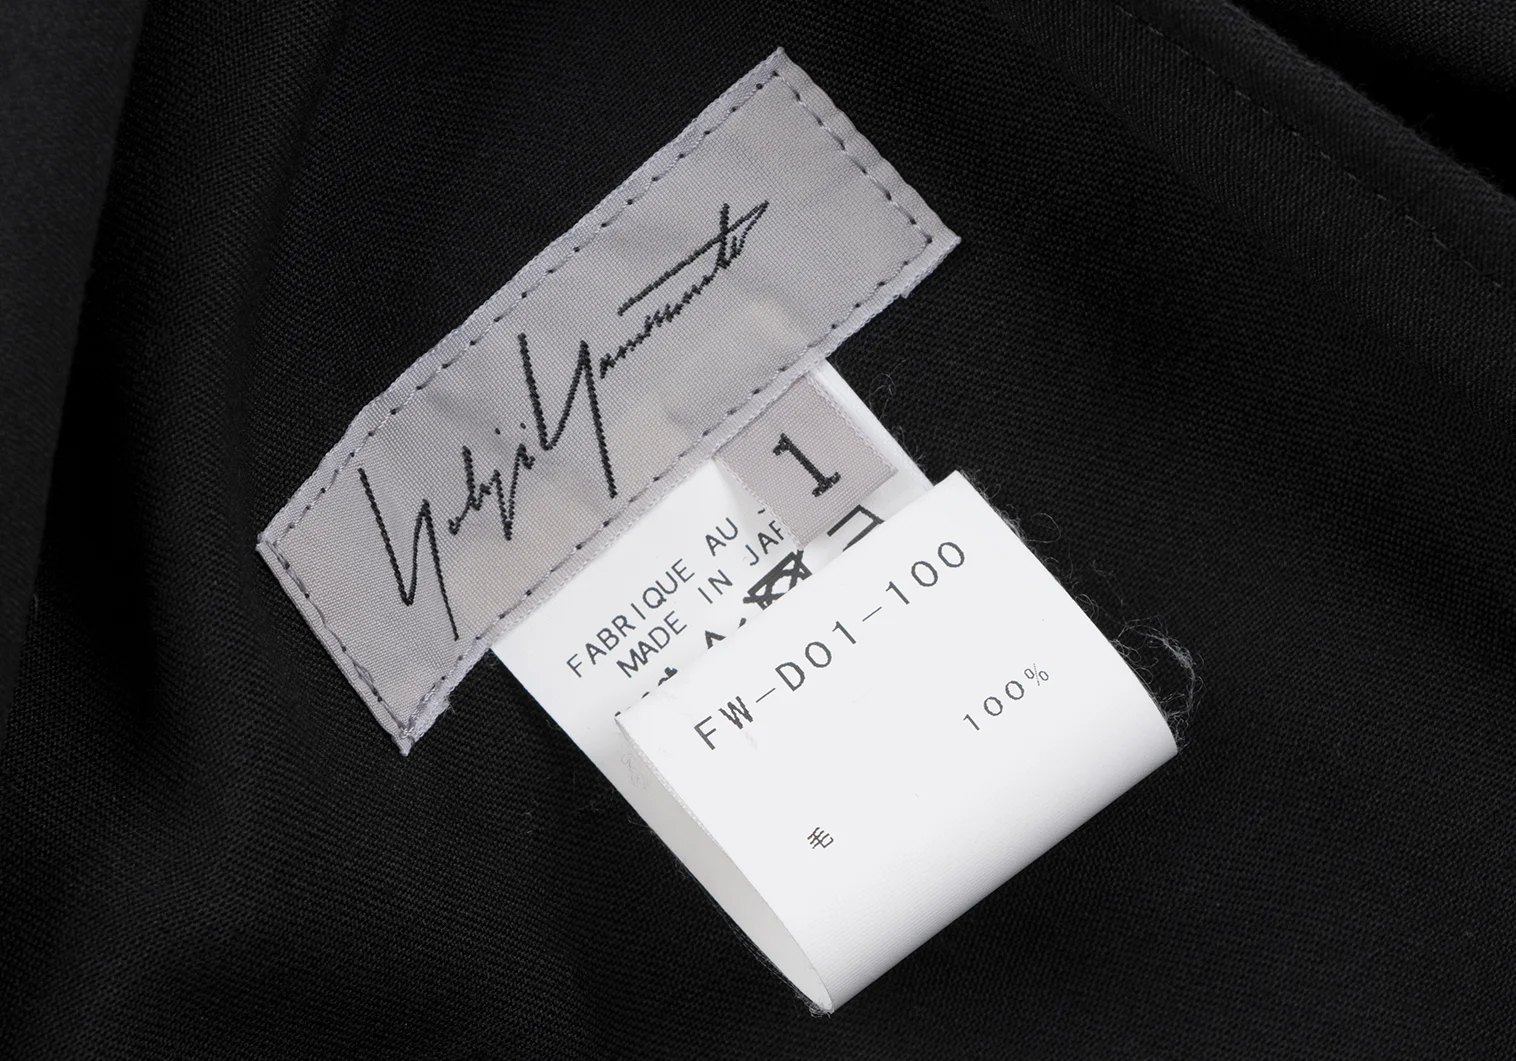 Yohji Yamamoto
1
FABRIQUE AU J
MADE IN JAP
FW-D01-100
100%
毛